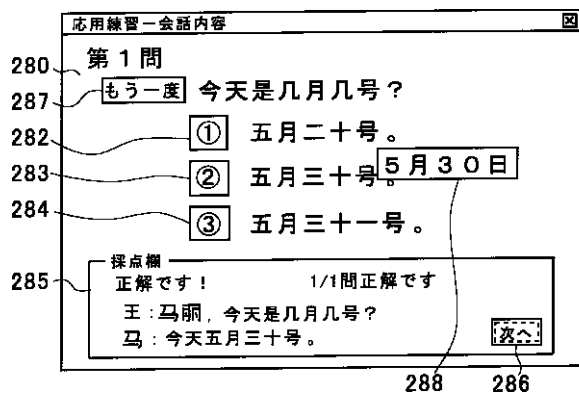 応用練習－会話内容
第１問
280
287 もう一度 今天是几月几号？
282 ① 五月二十号。
283 ② 五月三十号。
５月３０日
284 ③ 五月三十一号。
採点欄
285 正解です！ 1/1問正解です
王：马丽，今天是几月几号？
马：今天五月三十号。
次へ
288 286